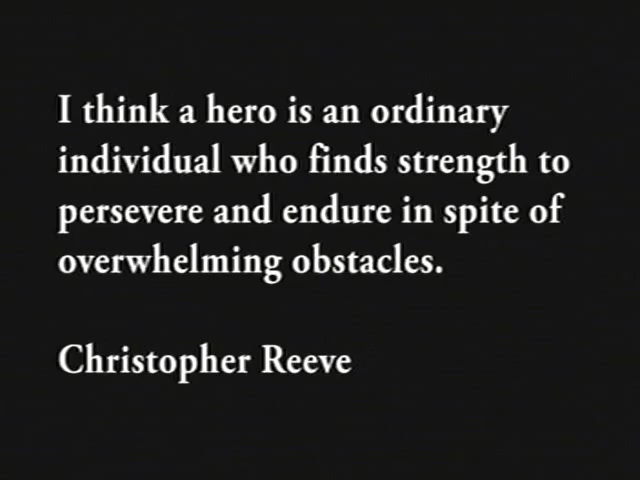 I think a hero is an ordinary
individual who finds strength to
persevere and endure in spite of
overwhelming obstacles.
Christopher Reeve